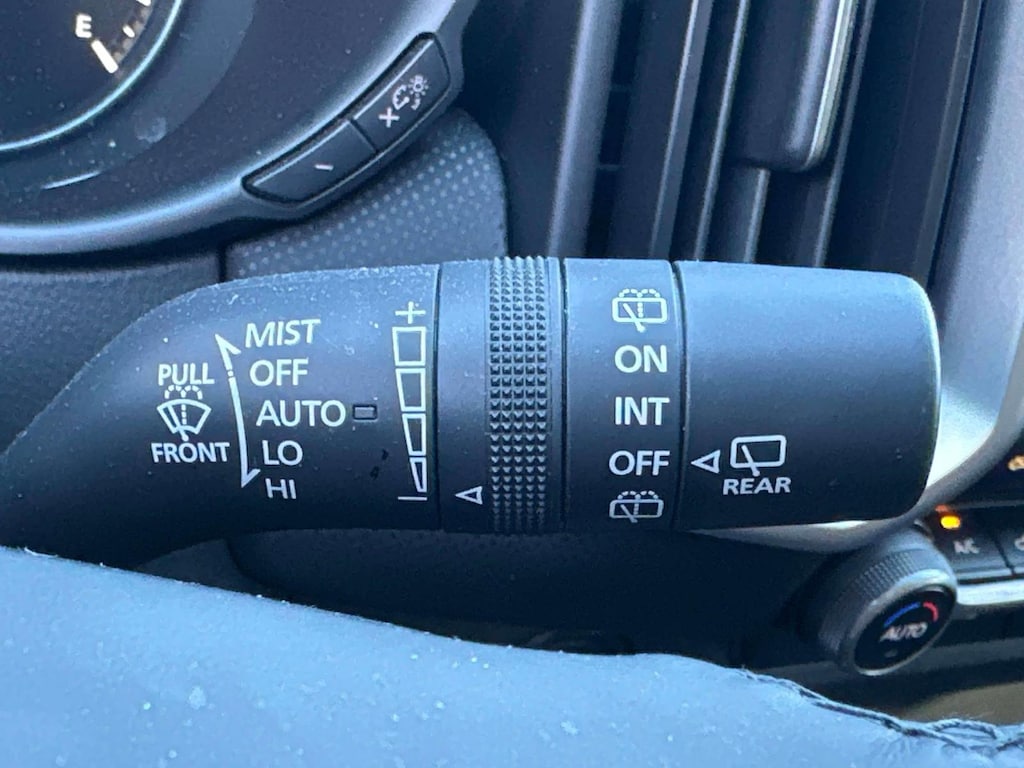 E
MIST
PULL
OFF
AUTO
FRONT
LO
HI
+
-
ON
INT
OFF
REAR
A/C
AUTO